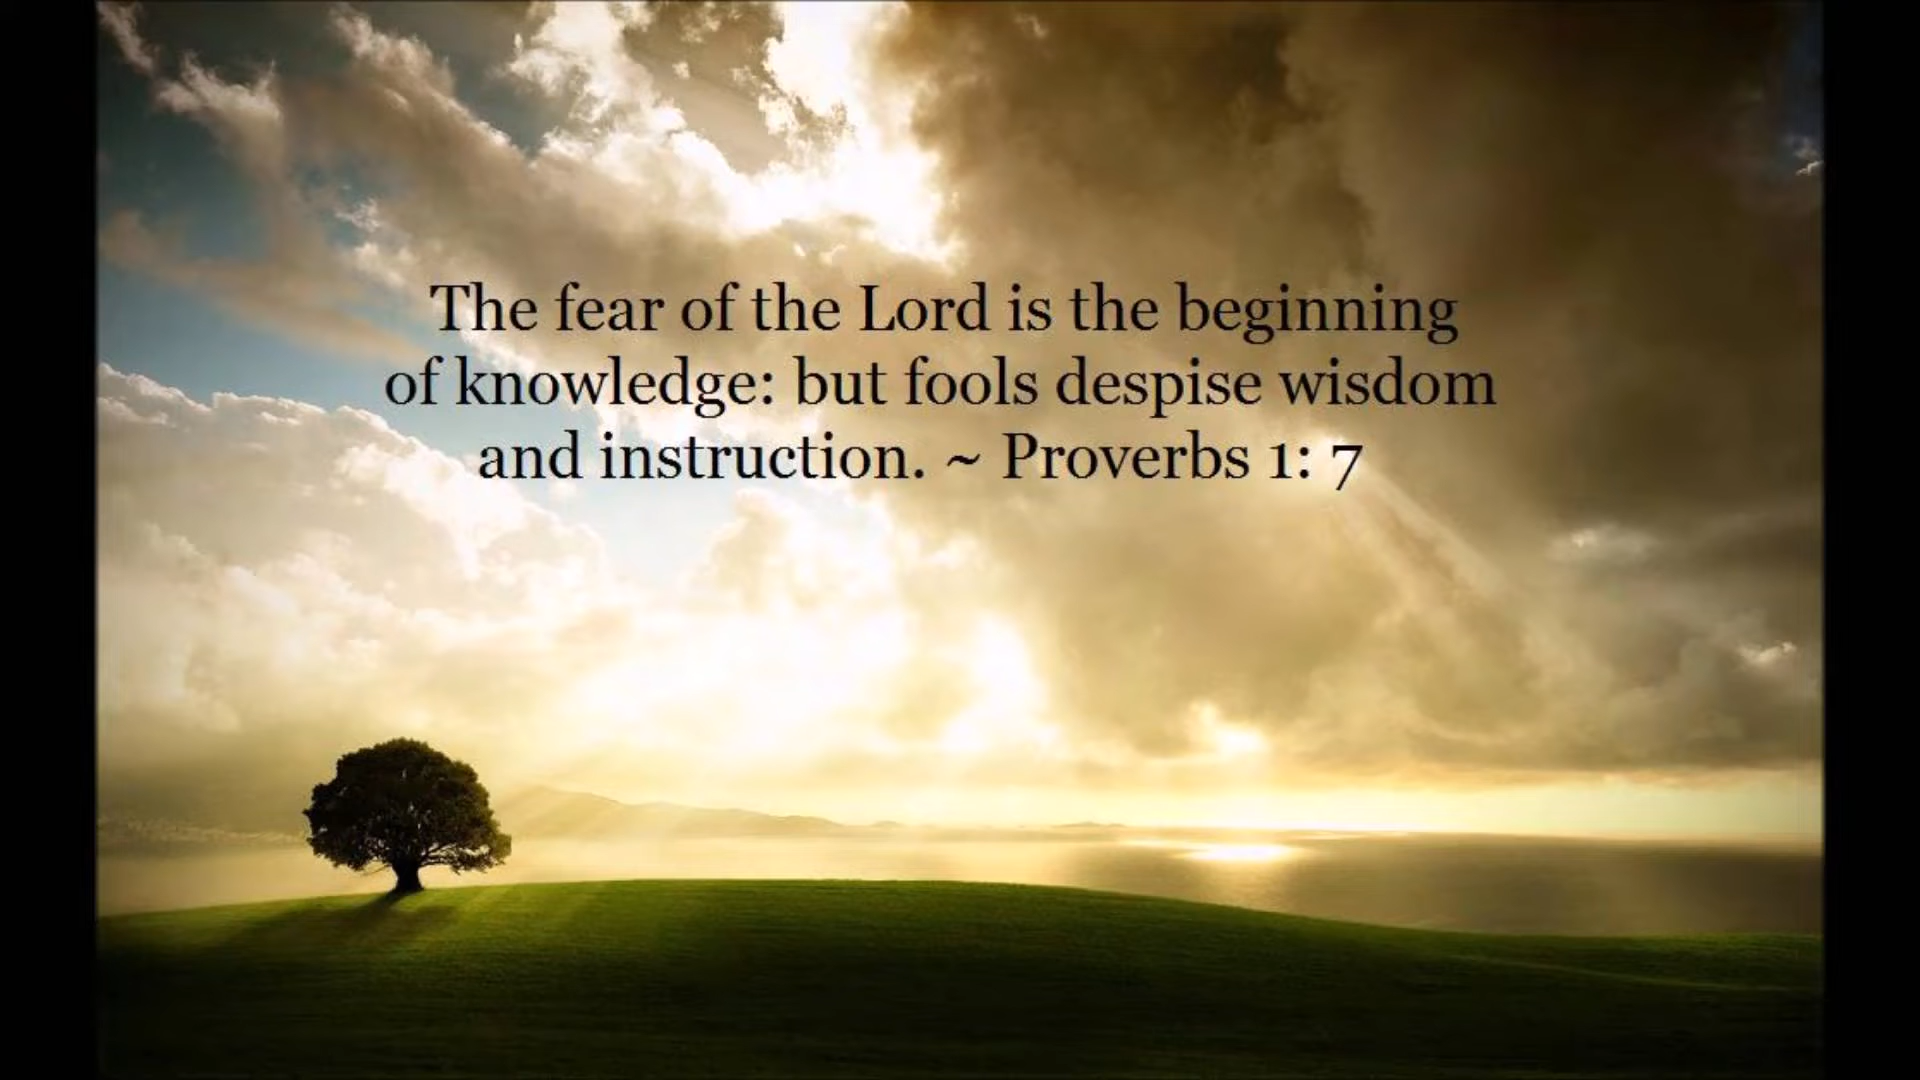 The fear of the Lord is the beginning
of knowledge: but fools despise wisdom
and instruction. ~ Proverbs 1: 7